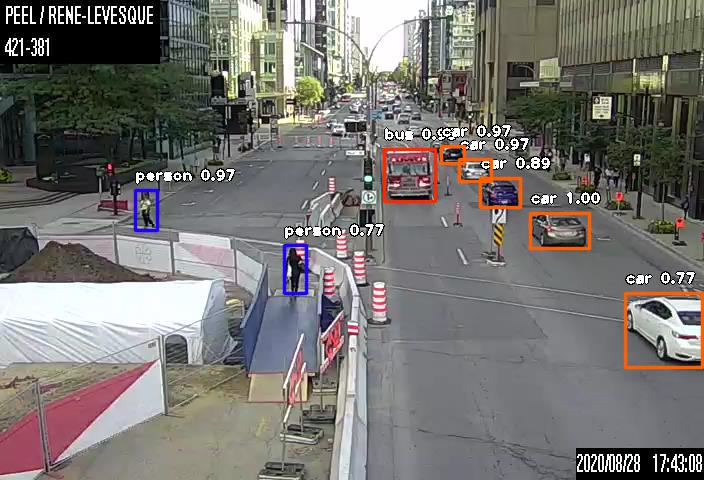 PEEL / RENE-LEVESQUE
421-381
bus 0.9
car 0.97
car 0.97
car 0.89
person 0.97
car 1.00
person 0.77
car 0.77
2020/08/28 17:43:08